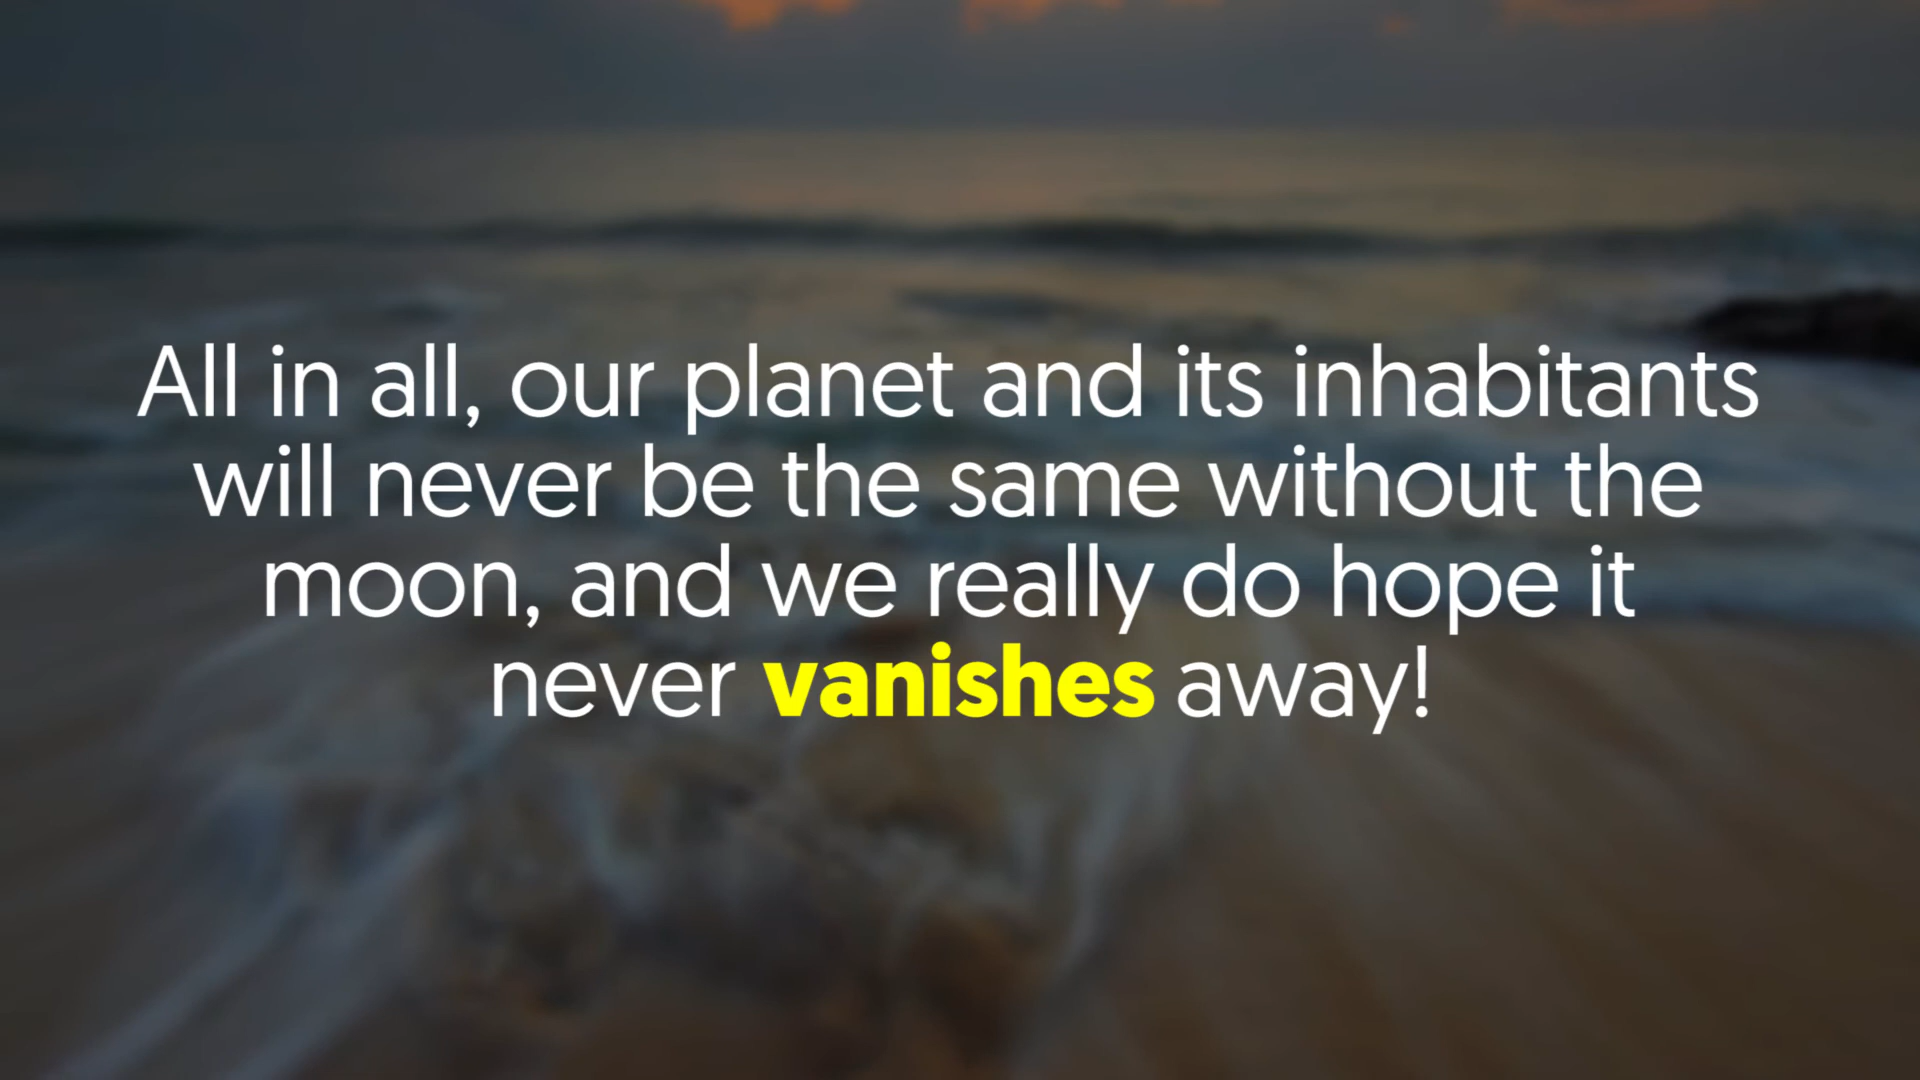 All in all, our planet and its inhabitants
will never be the same without the
moon, and we really do hope it
never vanishes away!